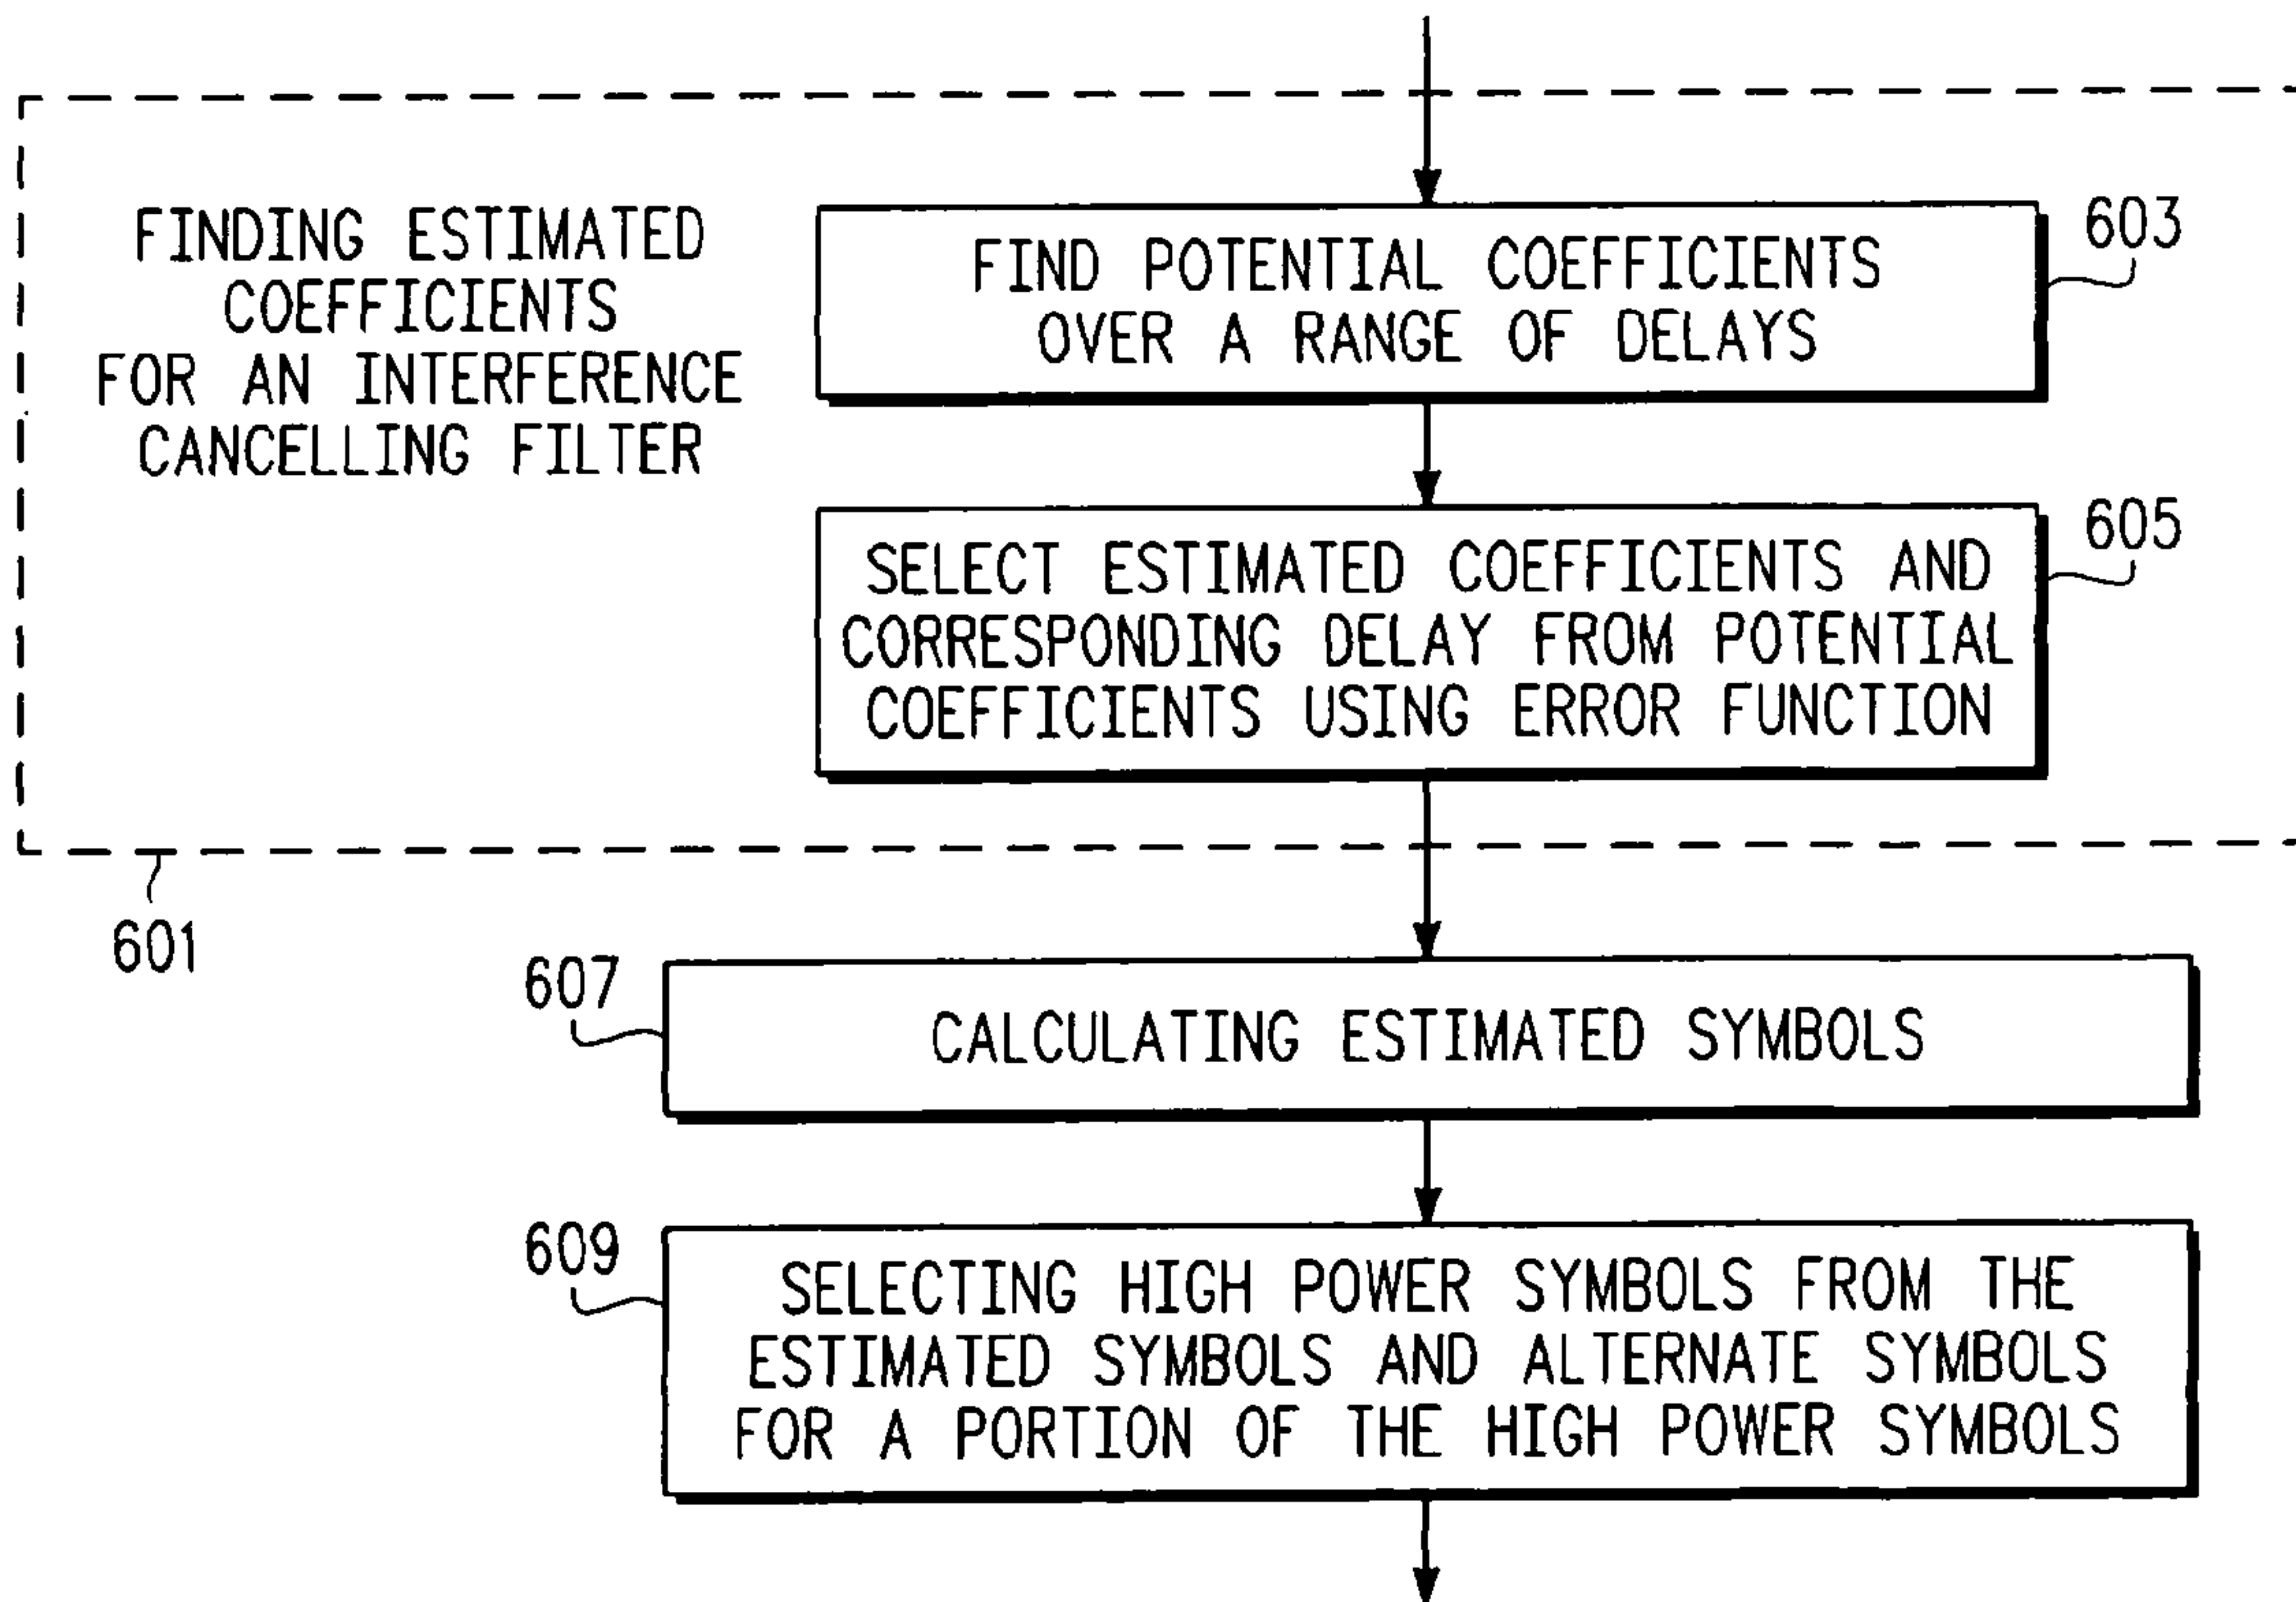 FINDING ESTIMATED
COEFFICIENTS
FOR AN INTERFERENCE
CANCELLING FILTER
FIND POTENTIAL COEFFICIENTS
OVER A RANGE OF DELAYS
603
SELECT ESTIMATED COEFFICIENTS AND
CORRESPONDING DELAY FROM POTENTIAL
COEFFICIENTS USING ERROR FUNCTION
605
601
607
CALCULATING ESTIMATED SYMBOLS
609
SELECTING HIGH POWER SYMBOLS FROM THE
ESTIMATED SYMBOLS AND ALTERNATE SYMBOLS
FOR A PORTION OF THE HIGH POWER SYMBOLS